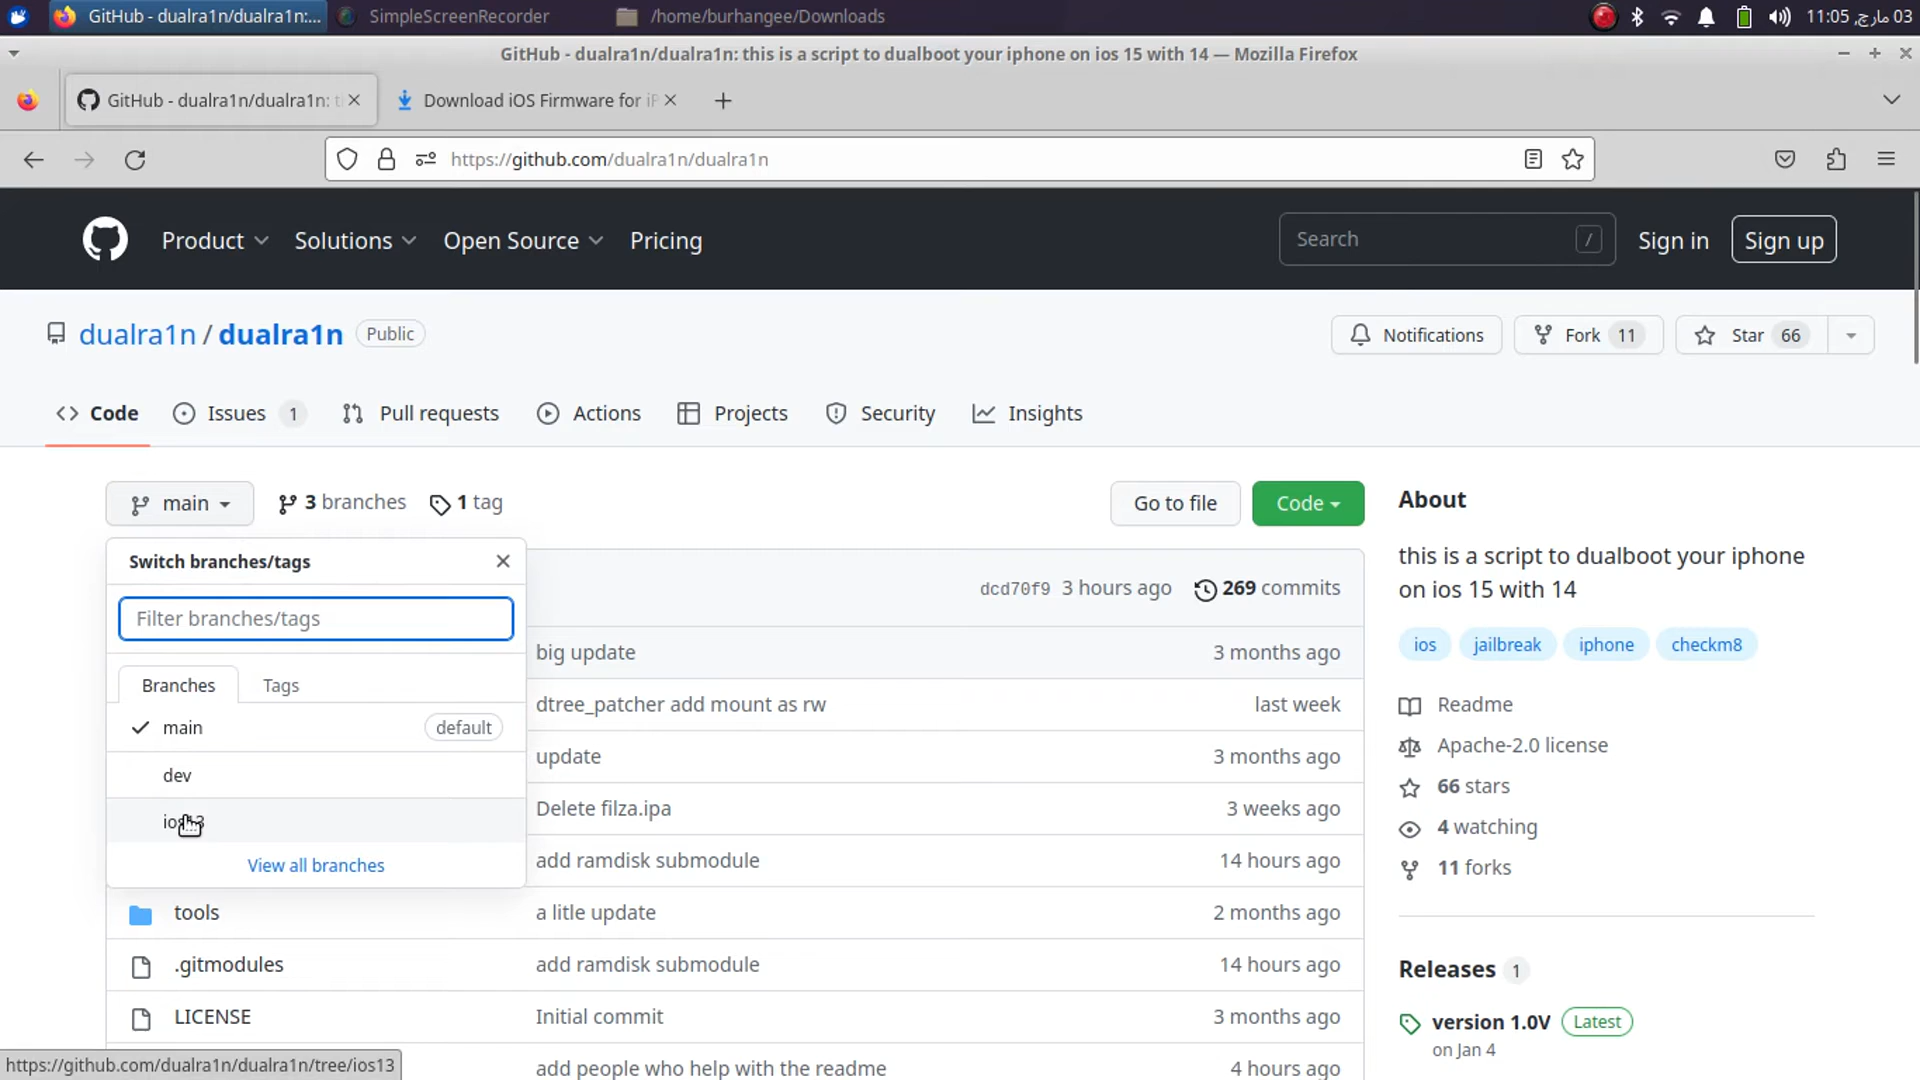 GitHub - dualra1n/dualra1n:...
SimpleScreenRecorder
/home/burhangee/Downloads
03 مارچ, 11:05
GitHub - dualra1n/dualra1n: this is a script to dualboot your iphone on ios 15 with 14 — Mozilla Firefox
GitHub - dualra1n/dualra1n: t
Download iOS Firmware for iP
https://github.com/dualra1n/dualra1n
Product
Solutions
Open Source
Pricing
Search /
Sign in
Sign up
dualra1n / dualra1n Public
Notifications
Fork 11
Star 66
Code
Issues 1
Pull requests
Actions
Projects
Security
Insights
main
3 branches
1 tag
Go to file
Code
Switch branches/tags
Filter branches/tags
Branches
Tags
main default
dev
ios13
View all branches
dcd70f9 3 hours ago 269 commits
big update 3 months ago
dtree_patcher add mount as rw last week
update 3 months ago
Delete filza.ipa 3 weeks ago
add ramdisk submodule 14 hours ago
tools a litle update 2 months ago
.gitmodules add ramdisk submodule 14 hours ago
LICENSE Initial commit 3 months ago
add people who help with the readme 4 hours ago
About
this is a script to dualboot your iphone
on ios 15 with 14
ios jailbreak iphone checkm8
Readme
Apache-2.0 license
66 stars
4 watching
11 forks
Releases 1
version 1.0V Latest
on Jan 4
https://github.com/dualra1n/dualra1n/tree/ios13